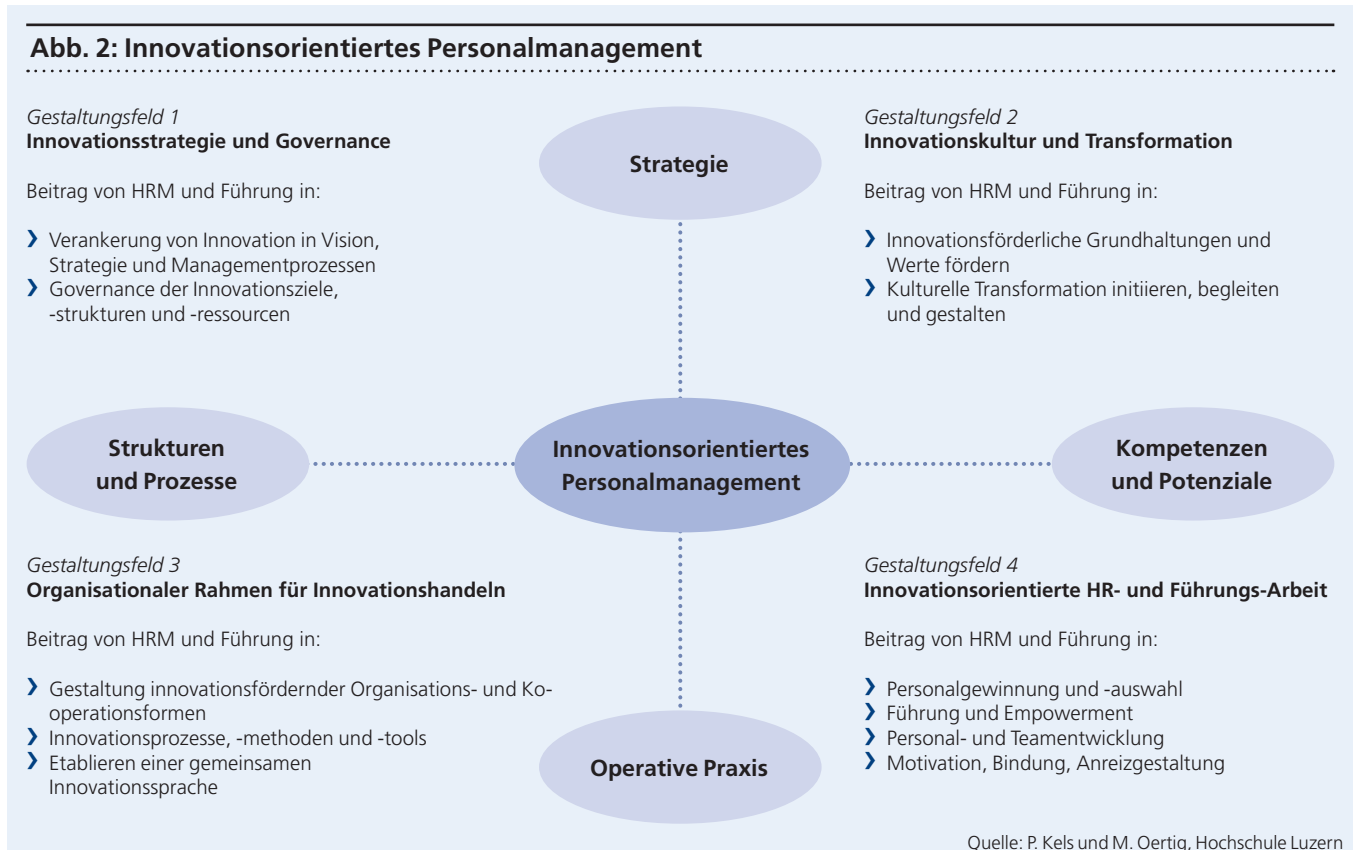 Abb. 2: Innovationsorientiertes Personalmanagement
Gestaltungsfeld 1
Innovationsstrategie und Governance
Beitrag von HRM und Führung in:
❯ Verankerung von Innovation in Vision,
Strategie und Managementprozessen
❯ Governance der Innovationsziele,
-strukturen und -ressourcen
Strategie
Gestaltungsfeld 2
Innovationskultur und Transformation
Beitrag von HRM und Führung in:
❯ Innovationsförderliche Grundhaltungen und
Werte fördern
❯ Kulturelle Transformation initiieren, begleiten
und gestalten
Strukturen
und Prozesse
Innovationsorientiertes
Personalmanagement
Kompetenzen
und Potenziale
Gestaltungsfeld 3
Organisationaler Rahmen für Innovationshandeln
Beitrag von HRM und Führung in:
❯ Gestaltung innovationsfördernder Organisations- und Ko-
operationsformen
❯ Innovationsprozesse, -methoden und -tools
❯ Etablieren einer gemeinsamen
Innovationssprache
Operative Praxis
Gestaltungsfeld 4
Innovationsorientierte HR- und Führungs-Arbeit
Beitrag von HRM und Führung in:
❯ Personalgewinnung und -auswahl
❯ Führung und Empowerment
❯ Personal- und Teamentwicklung
❯ Motivation, Bindung, Anreizgestaltung
Quelle: P. Kels und M. Oertig, Hochschule Luzern